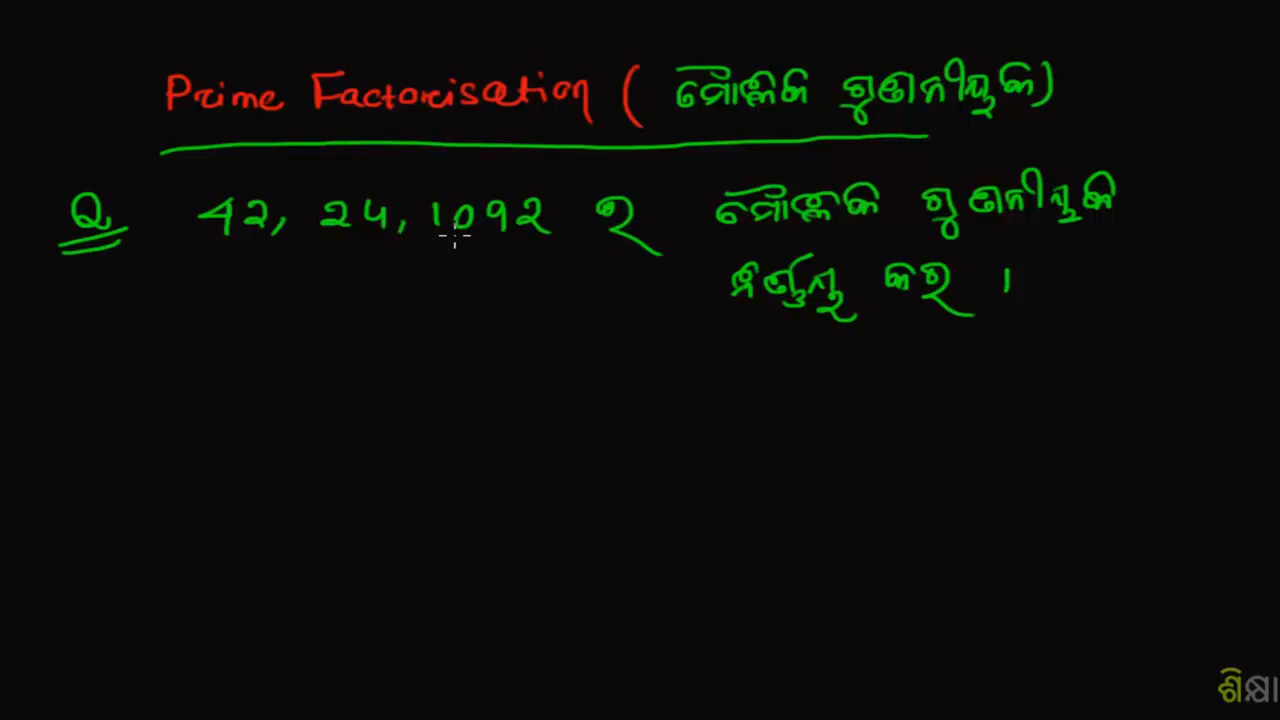 Prime Factorisation ( ମୌଳିକ ଗୁଣନୀୟକ)
Q 42, 24, 1092 ର ମୌଳିକ ଗୁଣନୀୟକ
ନିର୍ଣ୍ଣୟ କର ।
ଶିକ୍ଷା